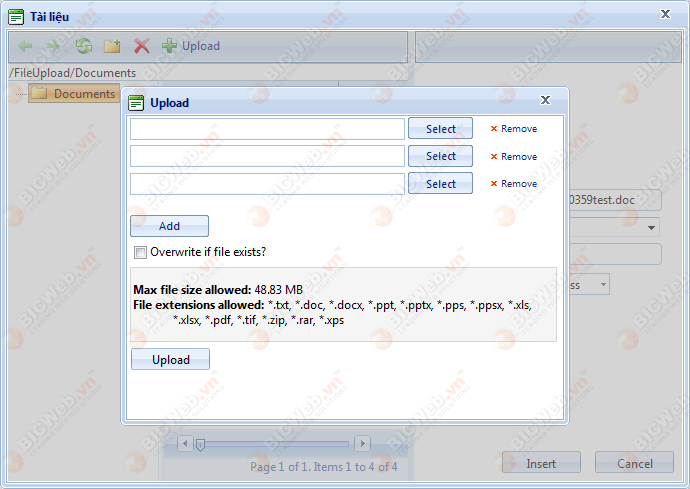 Tài liệu
Upload
/FileUpload/Documents
Documents
Upload
Select
Remove
Select
Remove
Select
Remove
0359test.doc
Add
Overwrite if file exists?
Max file size allowed: 48.83 MB
ss
File extensions allowed: *.txt, *.doc, *.docx, *.ppt, *.pptx, *.pps, *.ppsx, *.xls,
*.xlsx, *.pdf, *.tif, *.zip, *.rar, *.xps
Upload
Page 1 of 1. Items 1 to 4 of 4
Insert
Cancel
BICWeb.vn™